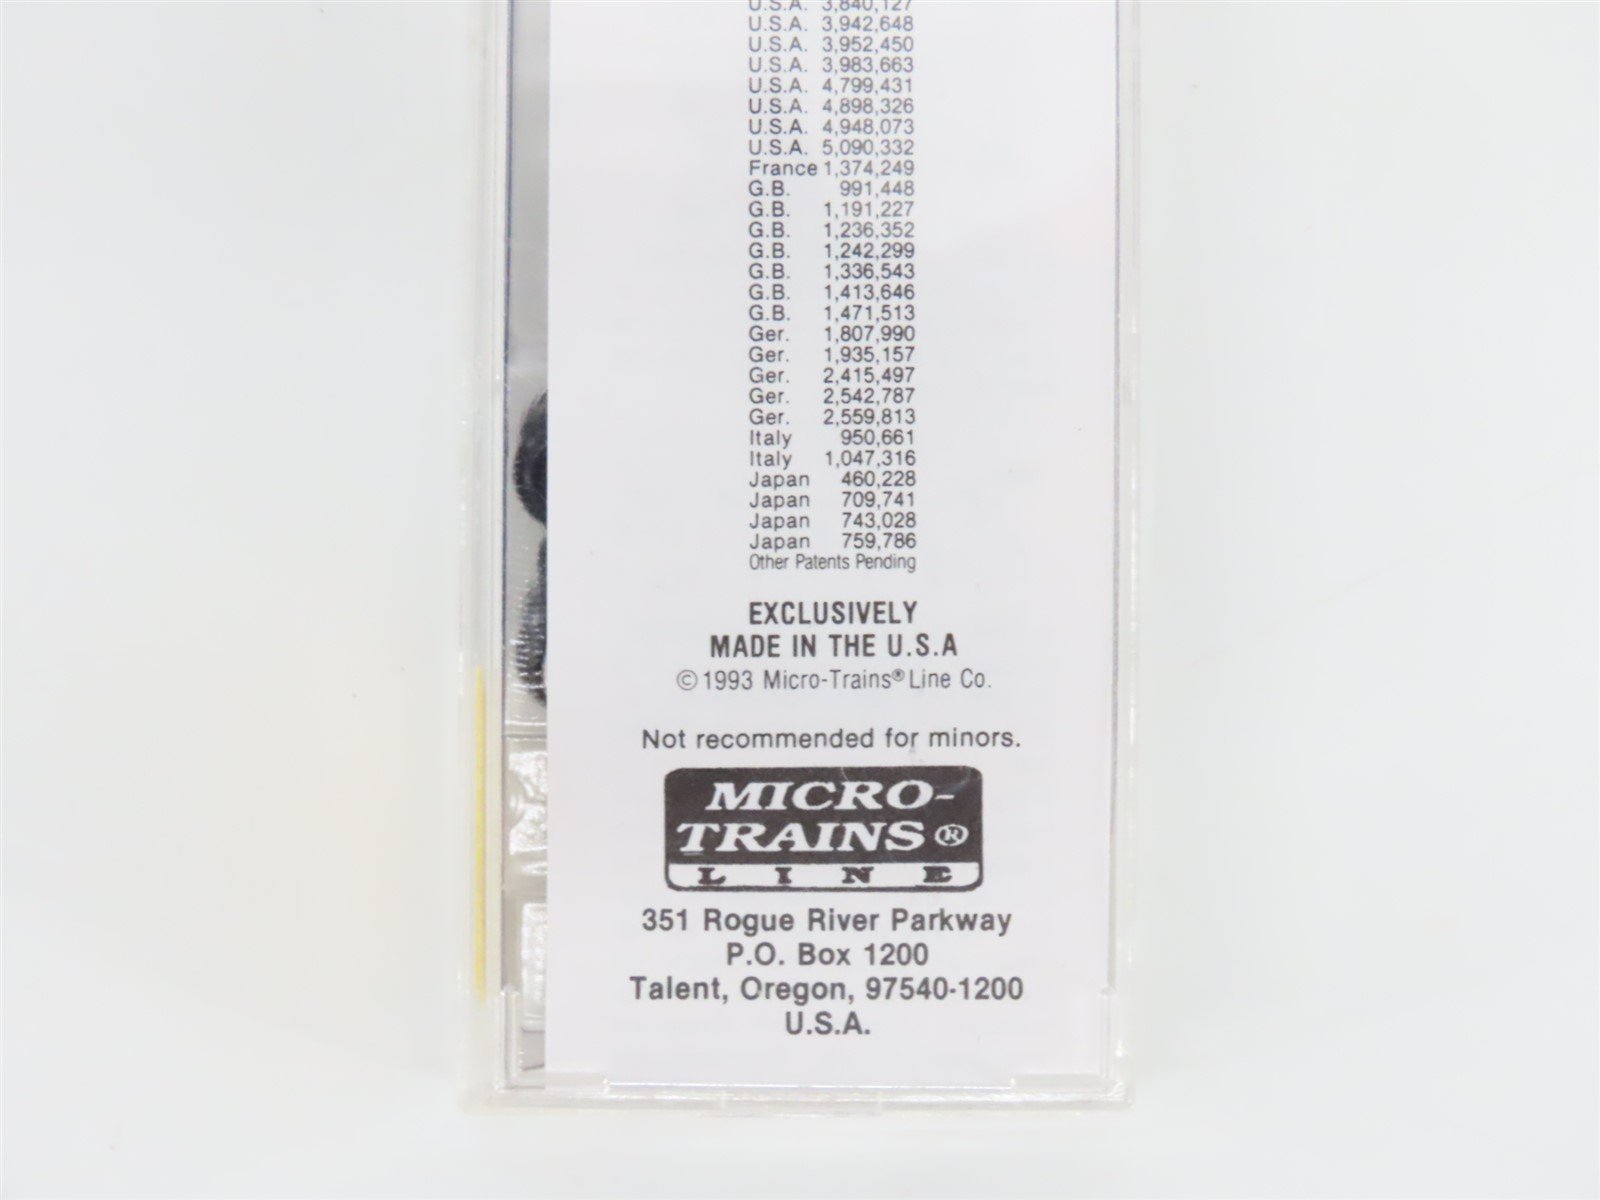 U.S.A. 3,840,127
U.S.A. 3,942,648
U.S.A. 3,952,450
U.S.A. 3,983,663
U.S.A. 4,799,431
U.S.A. 4,898,326
U.S.A. 4,948,073
U.S.A. 5,090,332
France 1,374,249
G.B. 991,448
G.B. 1,191,227
G.B. 1,236,352
G.B. 1,242,299
G.B. 1,336,543
G.B. 1,413,646
G.B. 1,471,513
Ger. 1,807,990
Ger. 1,935,157
Ger. 2,415,497
Ger. 2,542,787
Ger. 2,559,813
Italy 950,661
Italy 1,047,316
Japan 460,228
Japan 709,741
Japan 743,028
Japan 759,786
Other Patents Pending
EXCLUSIVELY
MADE IN THE U.S.A
©1993 Micro-Trains® Line Co.
Not recommended for minors.
MICRO-
TRAINS®
LINE
351 Rogue River Parkway
P.O. Box 1200
Talent, Oregon, 97540-1200
U.S.A.